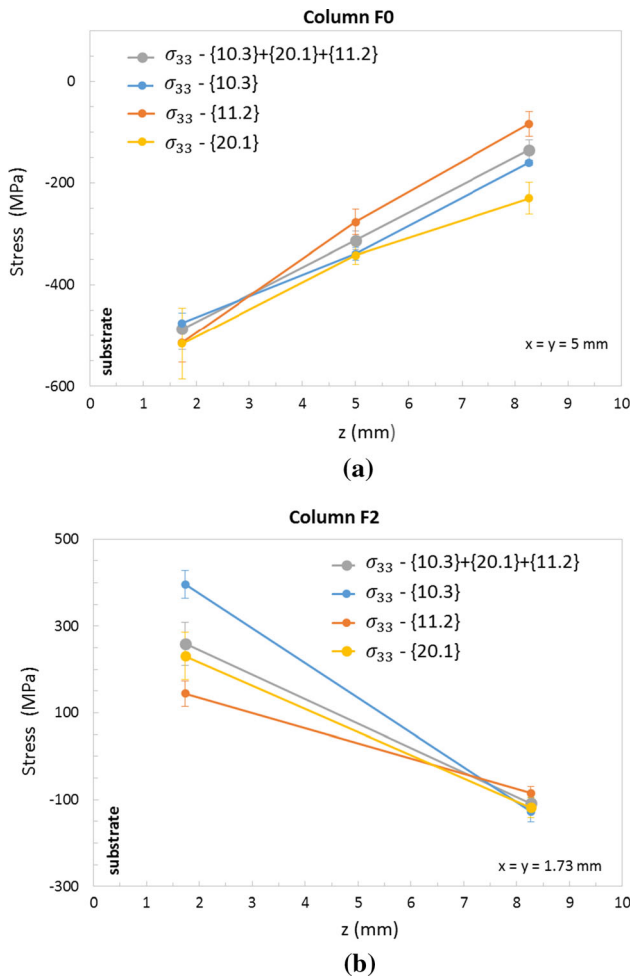 Column F0
σ33 - {10.3}+{20.1}+{11.2}
σ33 - {10.3}
σ33 - {11.2}
σ33 - {20.1}
0
-200
-400
-600
Stress (MPa)
substrate
x = y = 5 mm
0 1 2 3 4 5 6 7 8 9 10
z (mm)
(a)
Column F2
500
300
100
-100
-300
Stress (MPa)
σ33 - {10.3}+{20.1}+{11.2}
σ33 - {10.3}
σ33 - {11.2}
σ33 - {20.1}
substrate
x = y = 1.73 mm
0 1 2 3 4 5 6 7 8 9 10
z (mm)
(b)